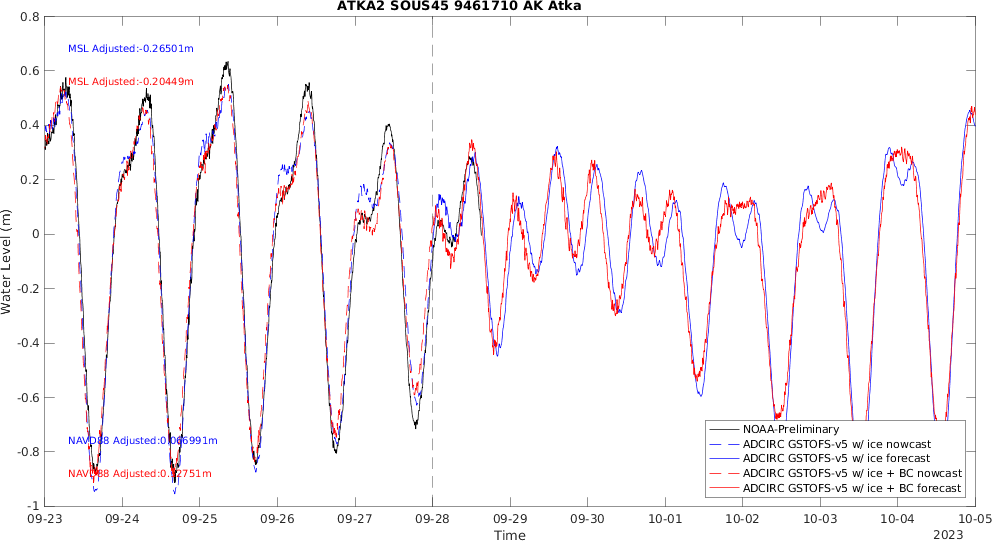 ATKA2 SOUS45 9461710 AK Atka
0.8
0.6
0.4
0.2
0
-0.2
-0.4
-0.6
-0.8
-1
Water Level (m)
MSL Adjusted:-0.26501m
MSL Adjusted:-0.20449m
NAVD88 Adjusted:0.066991m
NAVD88 Adjusted:
NOAA-Preliminary
ADCIRC GSTOFS-v5 w/ ice nowcast
ADCIRC GSTOFS-v5 w/ ice forecast
ADCIRC GSTOFS-v5 w/ ice + BC nowcast
ADCIRC GSTOFS-v5 w/ ice + BC forecast
09-23 09-24 09-25 09-26 09-27 09-28 09-29 09-30 10-01 10-02 10-03 10-04 10-05
Time
2023